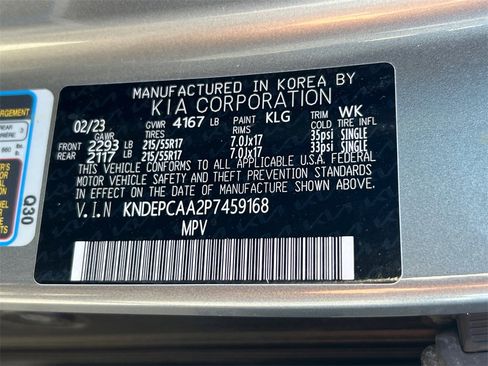 MANUFACTURED IN KOREA BY
KIA CORPORATION
02/23 GVWR 4167 LB PAINT KLG TRIM WK
GAWR TIRES RIMS COLD TIRE INFL
FRONT 2293 LB 215/55R17 7.0Jx17 35psi SINGLE
REAR 2117 LB 215/55R17 7.0Jx17 33psi SINGLE
THIS VEHICLE CONFORMS TO ALL APPLICABLE U.S.A. FEDERAL
MOTOR VEHICLE SAFETY AND THEFT PREVENTION STANDARDS IN
EFFECT ON THE DATE OF MANUFACTURE SHOWN ABOVE.
V.I.N KNDEPCAA2P7459168
MPV
REAR
3
Q30